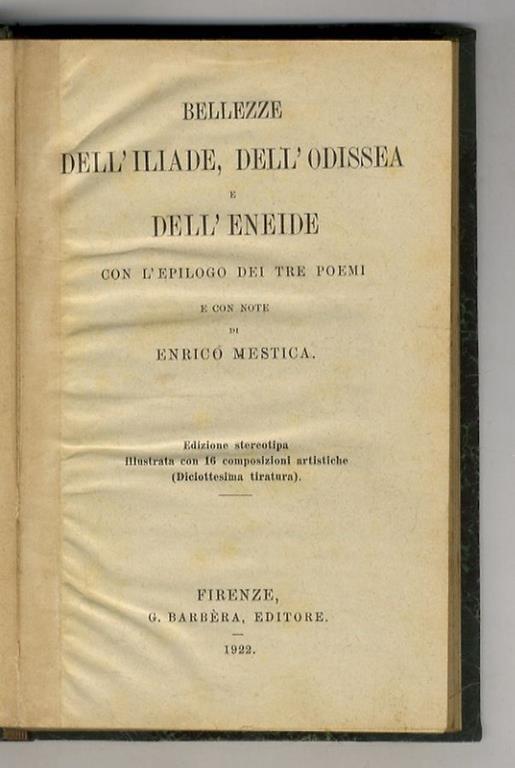 BELLEZZE
DELL' ILIADE, DELL' ODISSEA
E
DELL' ENEIDE
CON L'EPILOGO DEI TRE POEMI
E CON NOTE
DI
ENRICO MESTICA.
Edizione stereotipa
illustrata con 16 composizioni artistiche
(Diciottesima tiratura).
FIRENZE,
G. BARBÈRA, EDITORE.
1922.